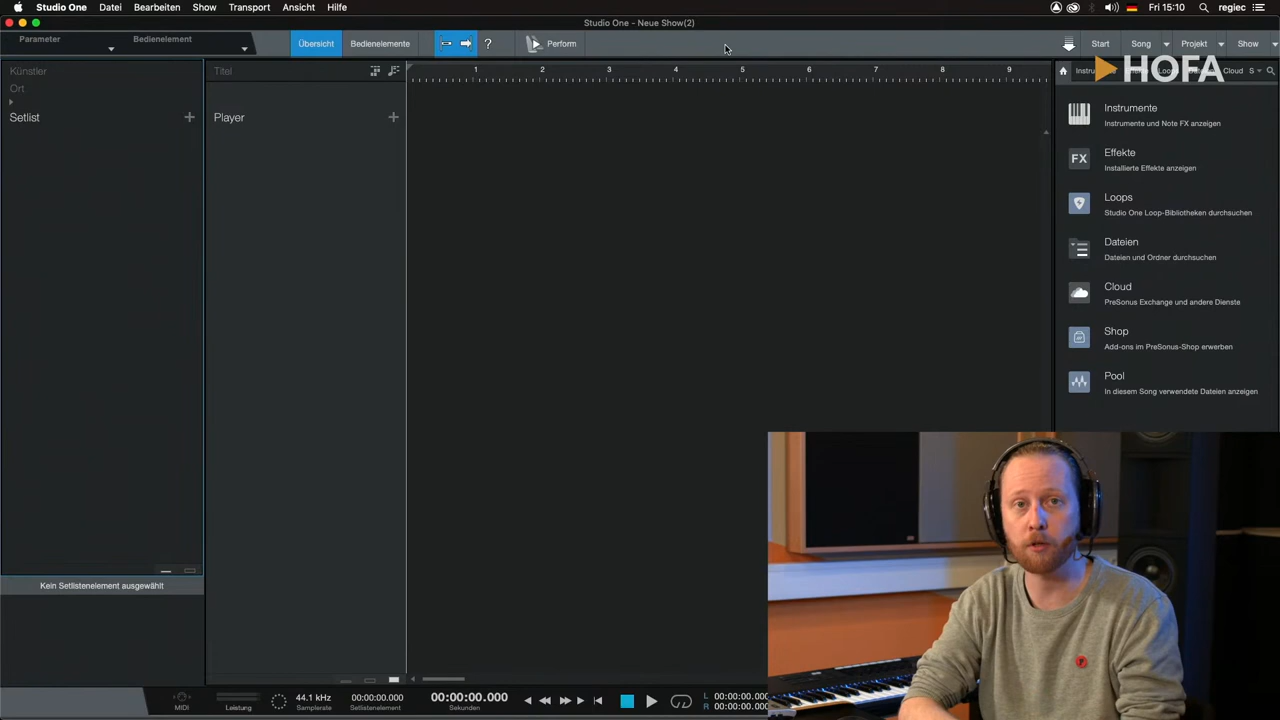 Studio One Datei Bearbeiten Show Transport Ansicht Hilfe Fri 15:10 regiec
Studio One - Neue Show(2)
Parameter Bedienelement Übersicht Bedienelemente ? Perform Start Song Projekt Show
Künstler Titel 1 2 3 4 5 6 7 8 9 Cloud
HOFA
Ort
Setlist + Player +
Instrumente
Instrumente und Note FX anzeigen
FX Effekte
Installierte Effekte anzeigen
Loops
Studio One Loop-Bibliotheken durchsuchen
Dateien
Dateien und Ordner durchsuchen
Cloud
PreSonus Exchange und andere Dienste
Shop
Add-ons im PreSonus-Shop erwerben
Pool
In diesem Song verwendete Dateien anzeigen
Kein Setlistenelement ausgewählt
MIDI Leistung 44.1 kHz Samplerate 00:00:00.000 Setlistenelement 00:00:00.000 Sekunden L 00:00:00.000
R 00:00:00.000